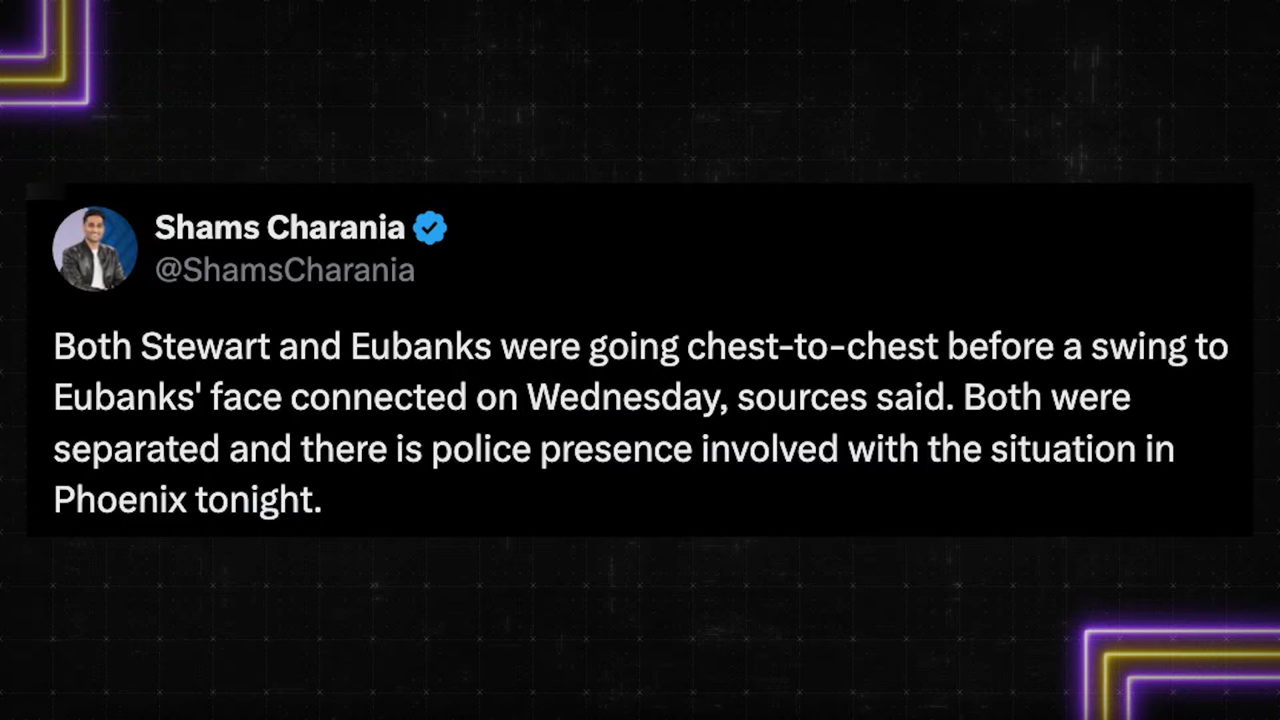 Shams Charania
@ShamsCharania
Both Stewart and Eubanks were going chest-to-chest before a swing to
Eubanks' face connected on Wednesday, sources said. Both were
separated and there is police presence involved with the situation in
Phoenix tonight.